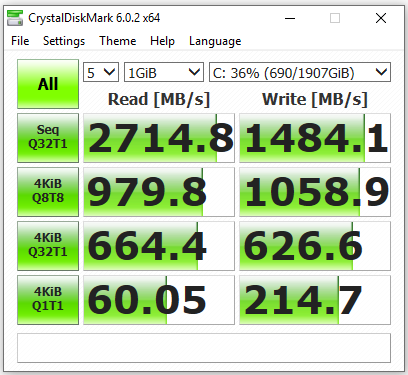 CrystalDiskMark 6.0.2 x64
File Settings Theme Help Language
All 5 1GiB C: 36% (690/1907GiB)
Read [MB/s] Write [MB/s]
Seq
Q32T1 2714.8 1484.1
4KiB
Q8T8 979.8 1058.9
4KiB
Q32T1 664.4 626.6
4KiB
Q1T1 60.05 214.7